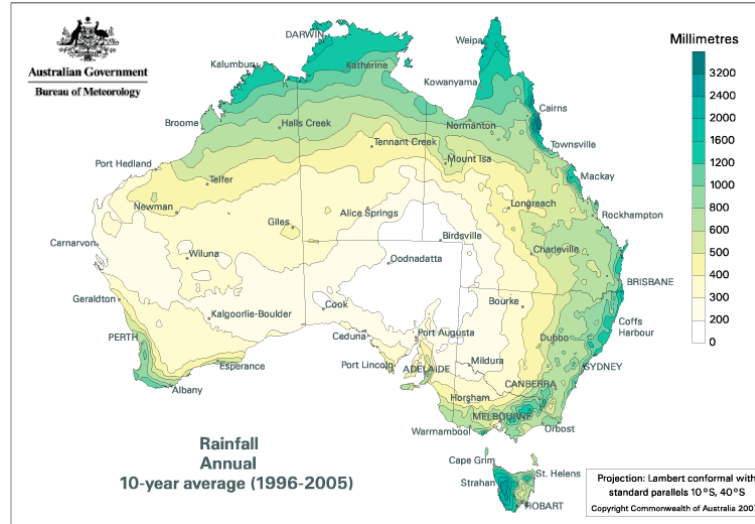 Australian Government
Bureau of Meteorology
DARWIN
Weipa
Millimetres
Kalumburu
Katherine
Kowanyama
3200
2400
2000
1600
1200
1000
800
600
500
400
300
200
0
Cairns
Broome
Halls Creek
Normanton
Townsville
Tennant Creek
Mount Isa
Port Hedland
Mackay
Telfer
Newman
Longreach
Rockhampton
Giles
Alice Springs
Carnarvon
Birdsville
Wiluna
Charleville
Oodnadatta
BRISBANE
Geraldton
Cook
Bourke
Kalgoorlie-Boulder
Coffs
Harbour
PERTH
Ceduna
Port Augusta
Dubbo
Esperance
Port Lincoln
ADELAIDE
Mildura
SYDNEY
Albany
CANBERRA
Horsham
MELBOURNE
Warrnambool
Orbost
Rainfall
Annual
10-year average (1996-2005)
Cape Grim
St. Helens
Strahan
HOBART
Projection: Lambert conformal with
standard parallels 10°S, 40°S
Copyright Commonwealth of Australia